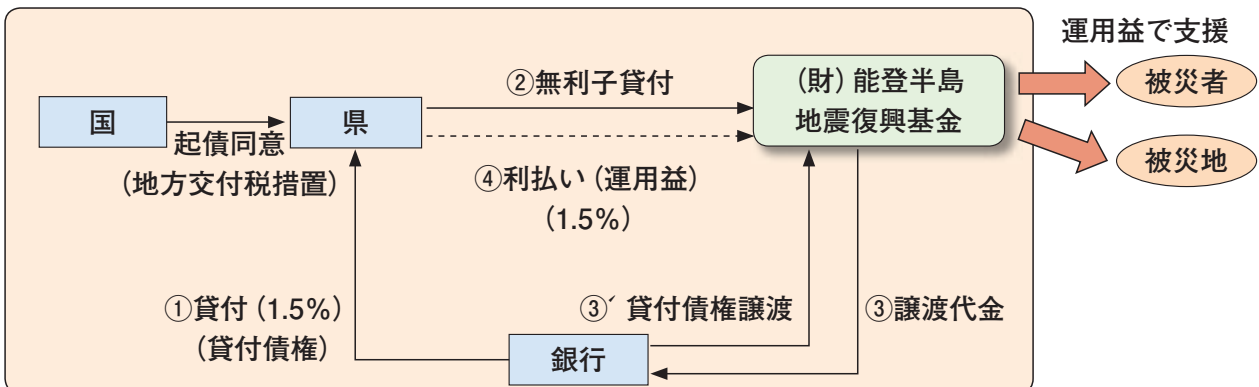 運用益で支援
国
起債同意
(地方交付税措置)
県
②無利子貸付
④利払い(運用益)
(1.5%)
(財)能登半島
地震復興基金
被災者
被災地
①貸付(1.5%)
(貸付債権)
③´貸付債権譲渡
③譲渡代金
銀行